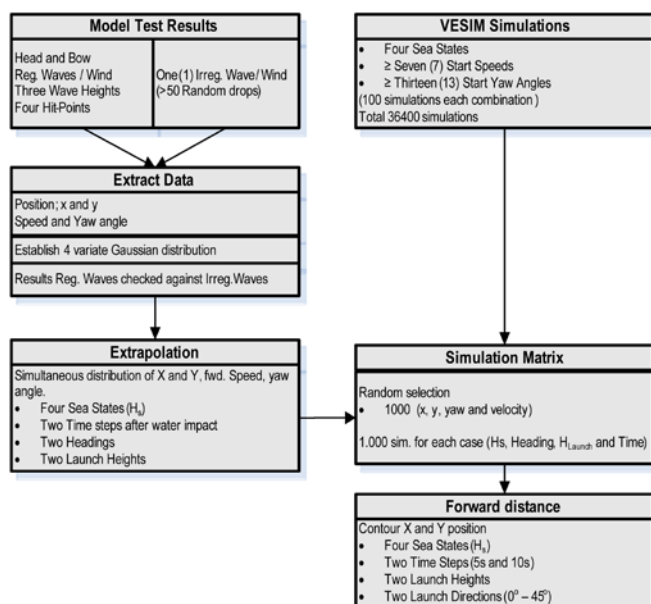 Model Test Results
Head and Bow
Reg. Waves / Wind
Three Wave Heights
Four Hit-Points
One (1) Irreg. Wave/ Wind
(>50 Random drops)
Extract Data
Position; x and y
Speed and Yaw angle
Establish 4 variate Gaussian distribution
Results Reg. Waves checked against Irreg.Waves
Extrapolation
Simultaneous distribution of X and Y, fwd. Speed, yaw
angle.
• Four Sea States (Hs)
• Two Time steps after water impact
• Two Headings
• Two Launch Heights
VESIM Simulations
• Four Sea States
• ≥ Seven (7) Start Speeds
• ≥ Thirteen (13) Start Yaw Angles
(100 simulations each combination )
Total 36400 simulations
Simulation Matrix
Random selection
• 1000 (x, y, yaw and velocity)
1.000 sim. for each case (Hs, Heading, HLaunch and Time)
Forward distance
Contour X and Y position
• Four Sea States (Hs)
• Two Time Steps (5s and 10s)
• Two Launch Heights
• Two Launch Directions (0° – 45°)